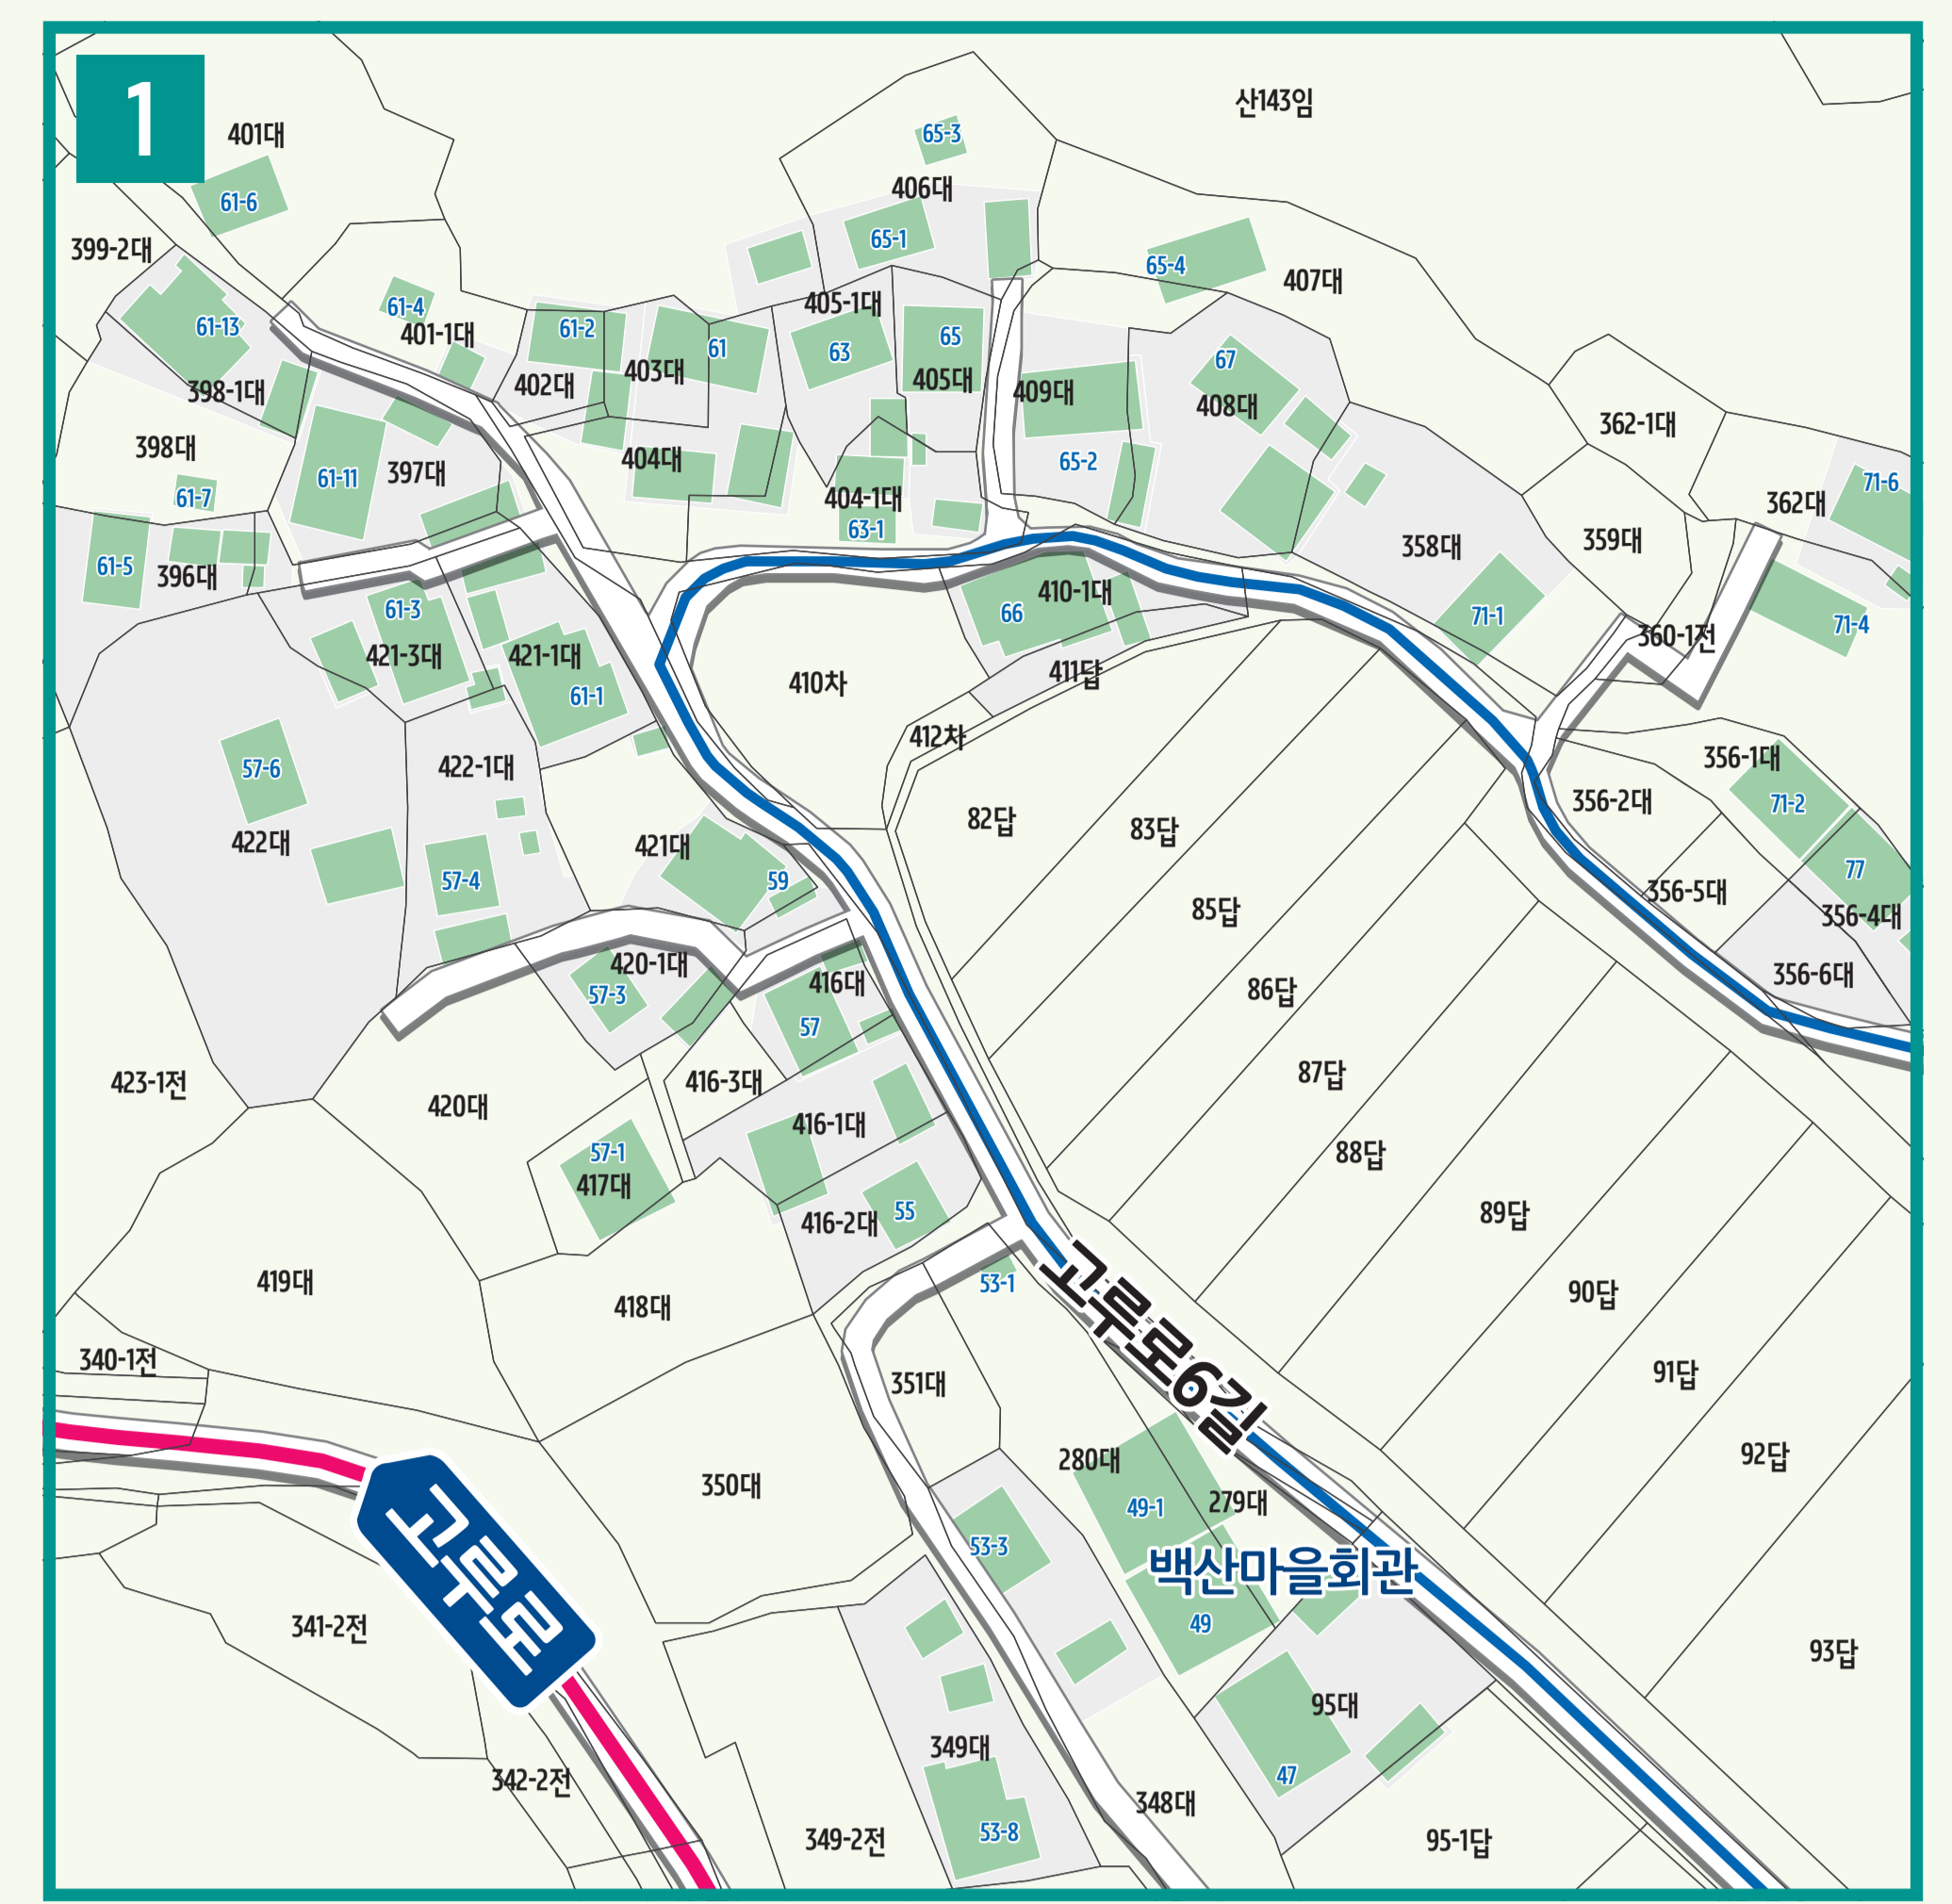 1
산143임
401대
65-3
406대
61-6
65-1
399-2대
65-4
407대
61-4
405-1대
61-13
401-1대
61-2
61
63
65
67
403대
402대
405대
409대
408대
398-1대
362-1대
398대
397대
61-11
404대
65-2
71-6
61-7
404-1대
362대
63-1
359대
358대
61-5
396대
410-1대
61-3
66
71-1
71-4
360-1전
421-3대
421-1대
411답
410차
61-1
412차
57-6
422-1대
356-1대
356-2대
71-2
82답
83답
422대
421대
57-4
59
77
356-5대
85답
356-4대
420-1대
416대
356-6대
57-3
86답
57
423-1전
416-3대
87답
420대
416-1대
57-1
88답
417대
55
416-2대
89답
419대
53-1
418대
90답
고루로6길
340-1전
351대
91답
280대
350대
92답
49-1
279대
53-3
백산마을회관
고루로
341-2전
49
93답
95대
349대
47
342-2전
348대
53-8
349-2전
95-1답